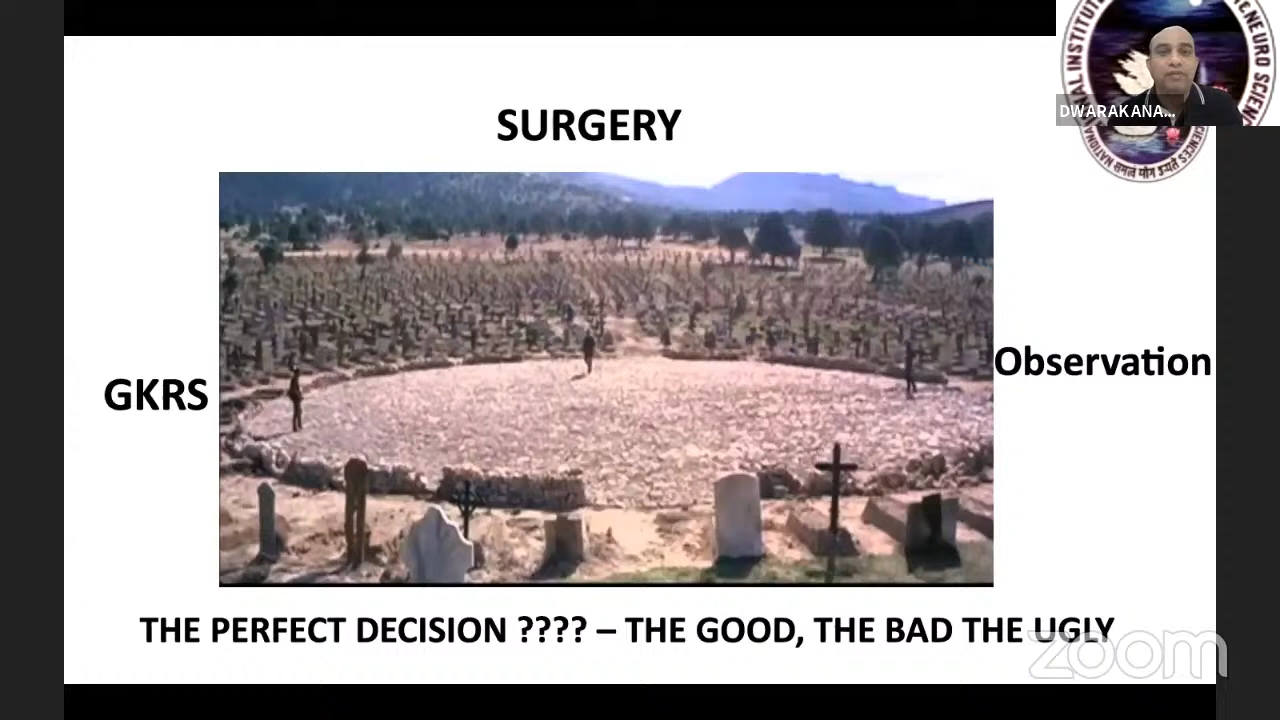 SURGERY
DWARAKANA...
GKRS
Observation
THE PERFECT DECISION ???? – THE GOOD, THE BAD THE UGLY
zoom